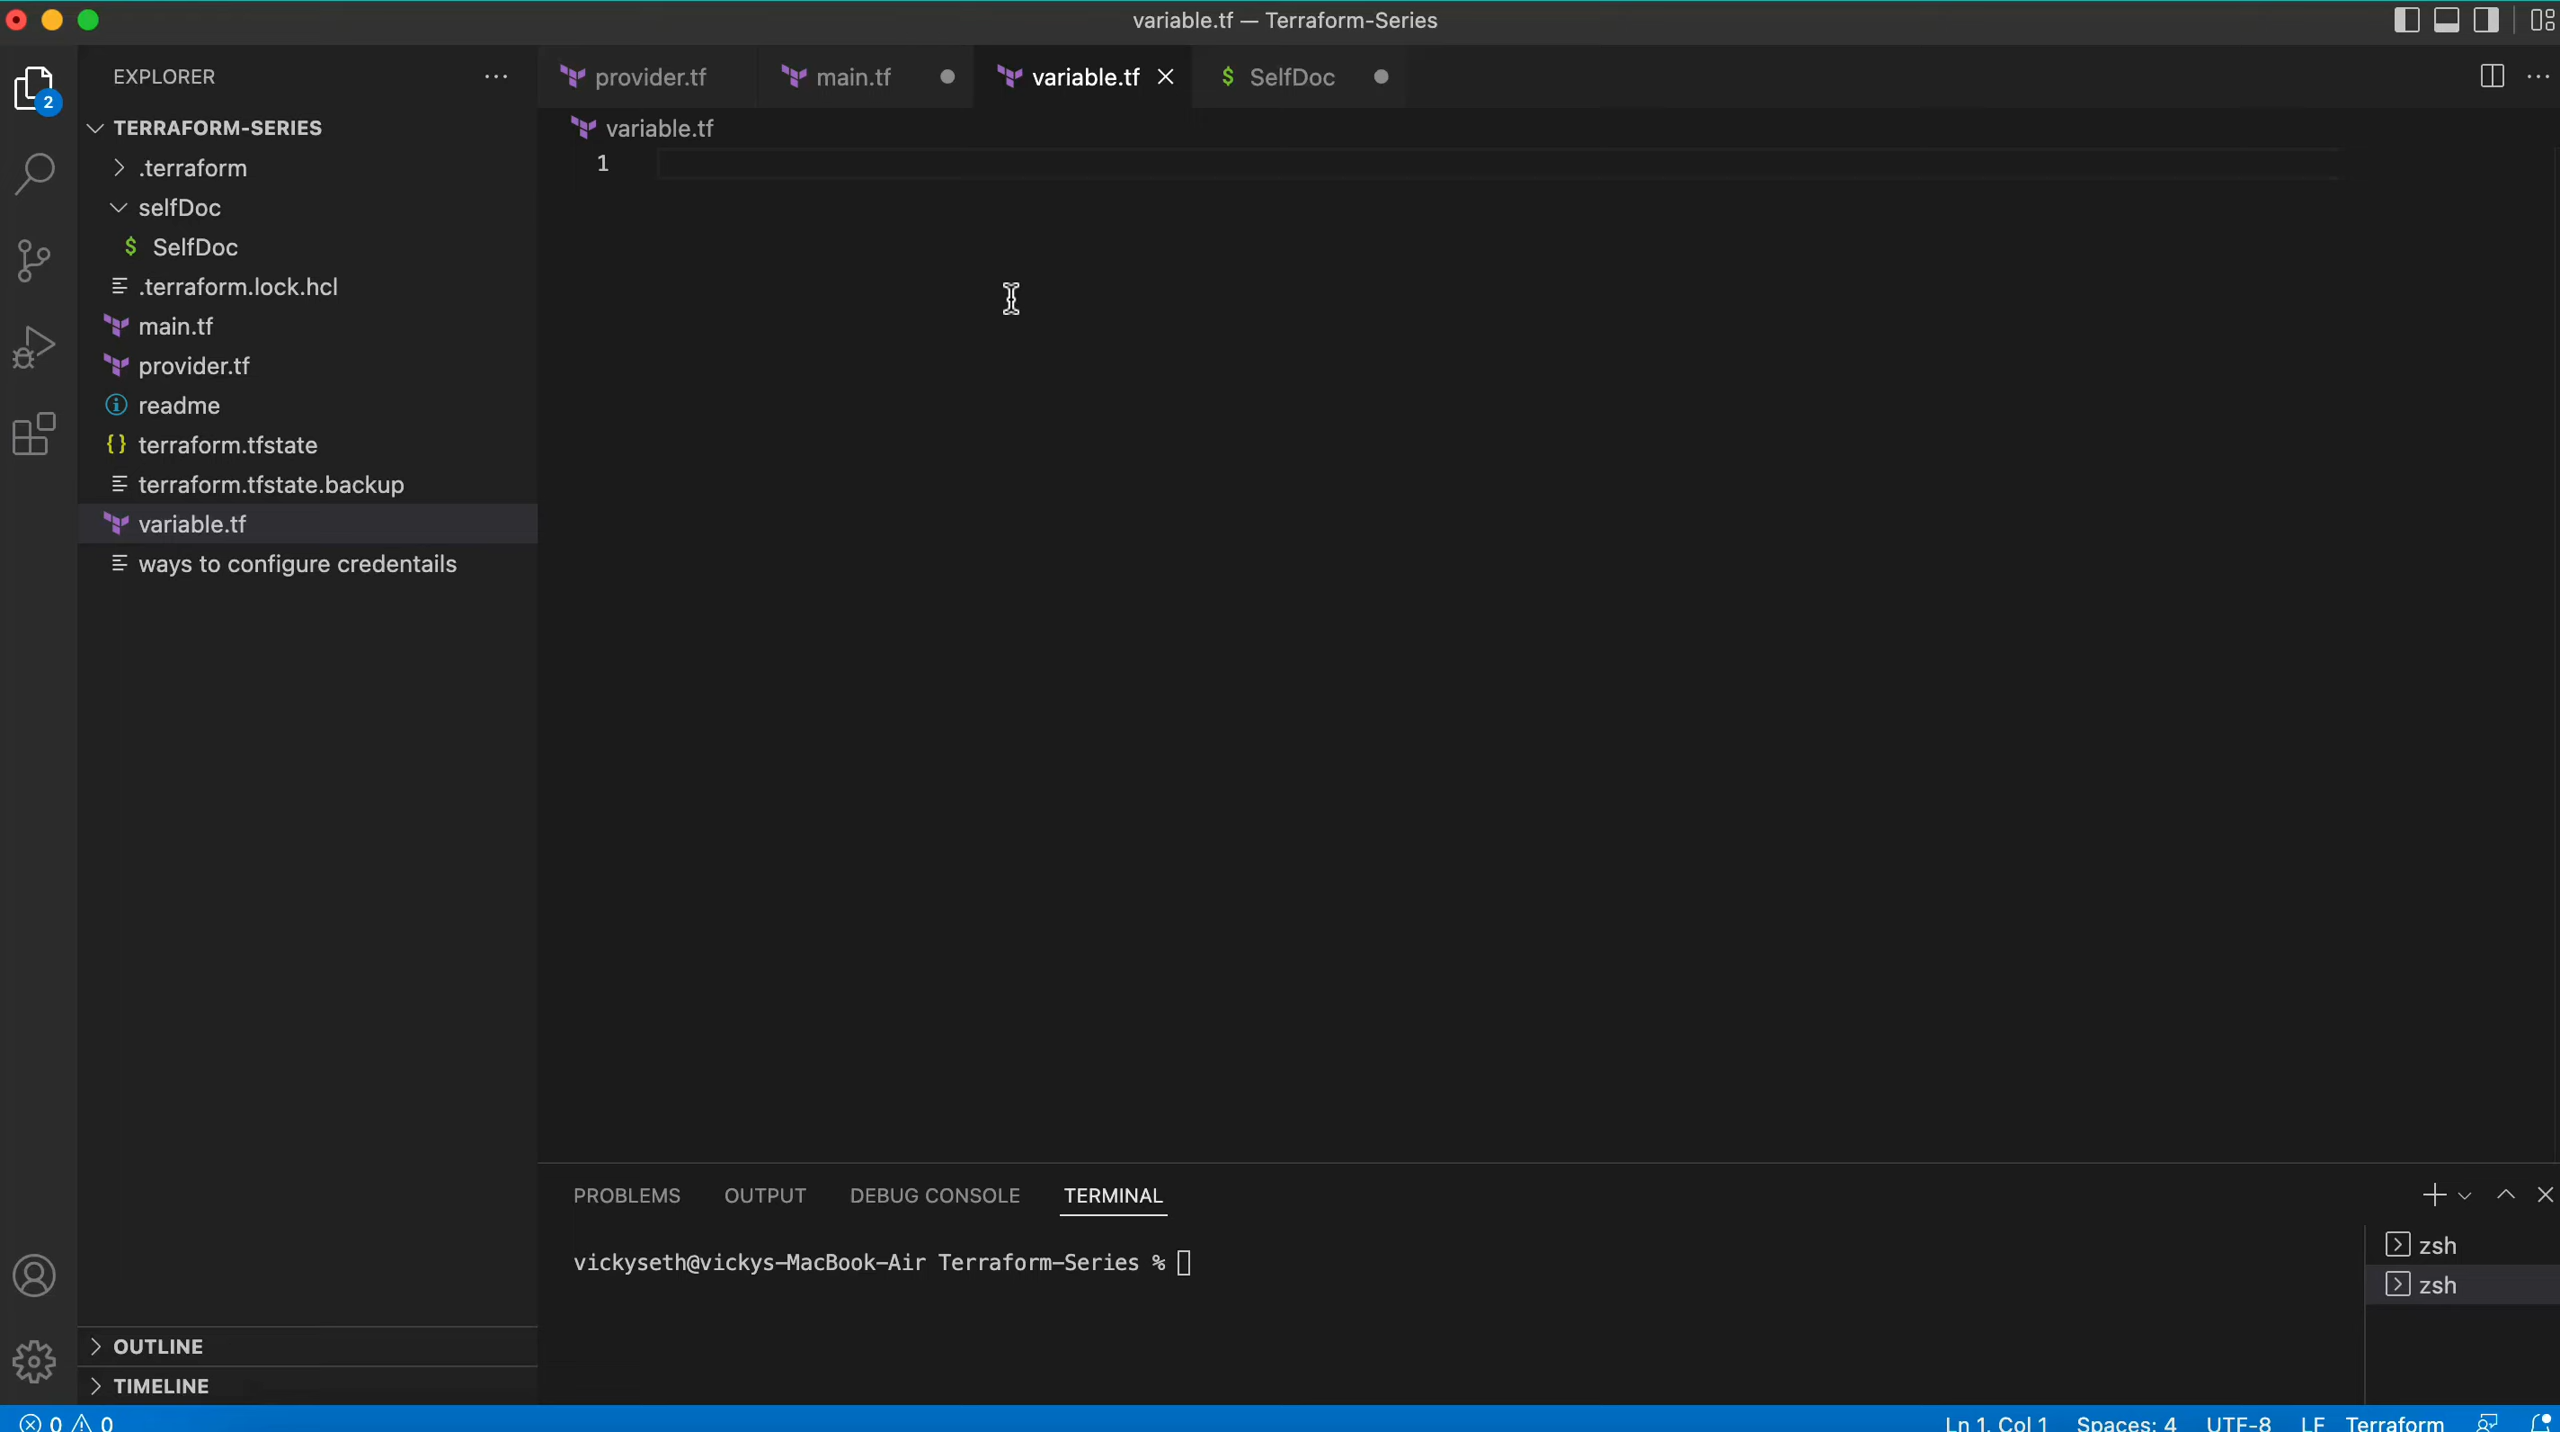 variable.tf — Terraform-Series
EXPLORER
2
TERRAFORM-SERIES
.terraform
selfDoc
$ SelfDoc
.terraform.lock.hcl
main.tf
provider.tf
readme
{} terraform.tfstate
terraform.tfstate.backup
variable.tf
ways to configure credentails
OUTLINE
TIMELINE
provider.tf
main.tf
variable.tf
$ SelfDoc
variable.tf
1
PROBLEMS
OUTPUT
DEBUG CONSOLE
TERMINAL
vickyseth@vickys-MacBook-Air Terraform-Series %
zsh
zsh
0 0
Ln 1, Col 1
Spaces: 4
UTF-8
LF
Terraform